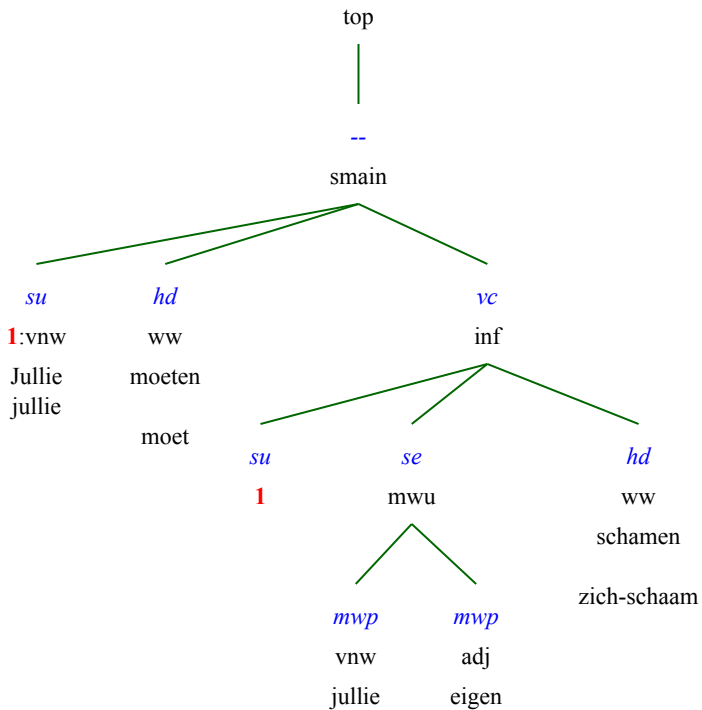 top
--
smain
su hd vc
1:vnw ww inf
Jullie moeten
jullie
moet
su se hd
1 mwu ww
schamen
zich-schaam
mwp mwp
vnw adj
jullie eigen